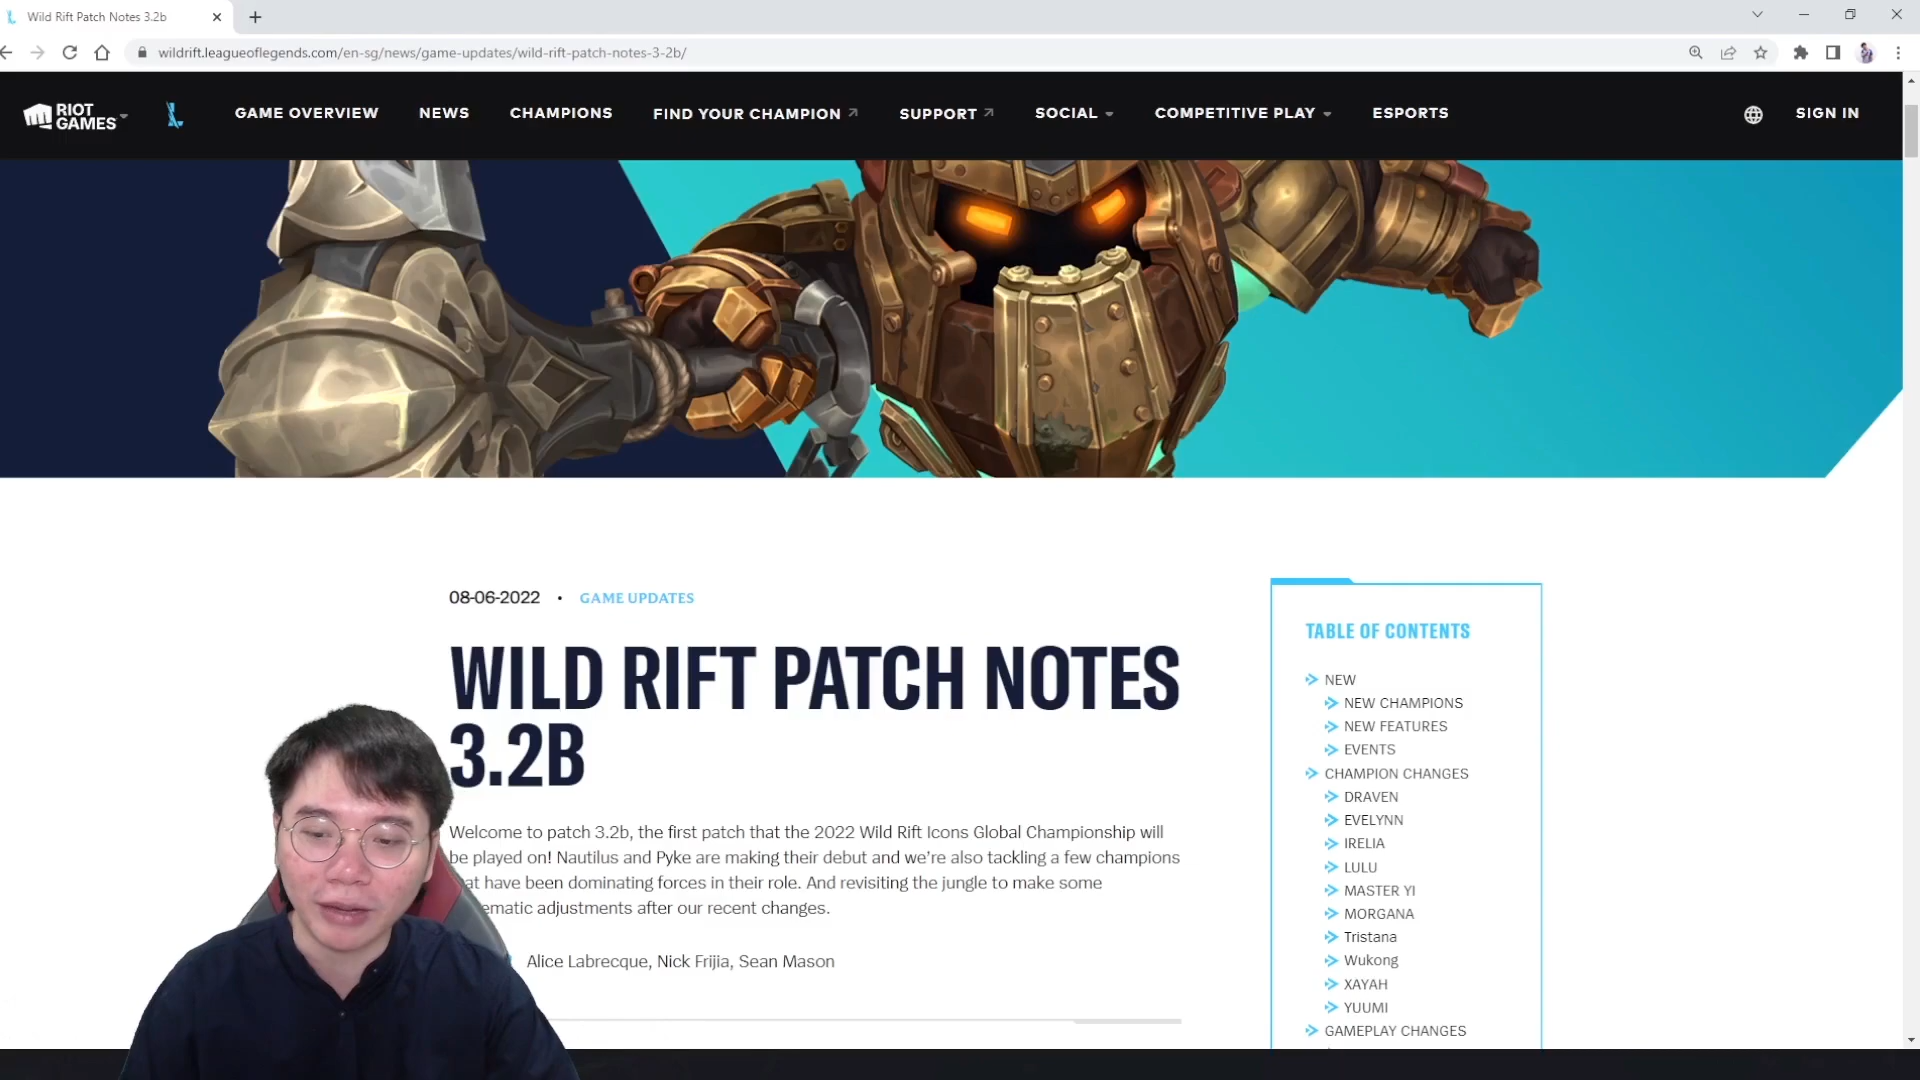 Wild Rift Patch Notes 3.2b
wildrift.leagueoflegends.com/en-sg/news/game-updates/wild-rift-patch-notes-3-2b/
RIOT GAMES
GAME OVERVIEW
NEWS
CHAMPIONS
FIND YOUR CHAMPION
SUPPORT
SOCIAL
COMPETITIVE PLAY
ESPORTS
SIGN IN
08-06-2022 • GAME UPDATES
WILD RIFT PATCH NOTES
3.2B
Welcome to patch 3.2b, the first patch that the 2022 Wild Rift Icons Global Championship will
be played on! Nautilus and Pyke are making their debut and we're also tackling a few champions
have been dominating forces in their role. And revisiting the jungle to make some
adjustments after our recent changes.
Alice Labrecque, Nick Frijia, Sean Mason
TABLE OF CONTENTS
NEW
NEW CHAMPIONS
NEW FEATURES
EVENTS
CHAMPION CHANGES
DRAVEN
EVELYNN
IRELIA
LULU
MASTER YI
MORGANA
Tristana
Wukong
XAYAH
YUUMI
GAMEPLAY CHANGES